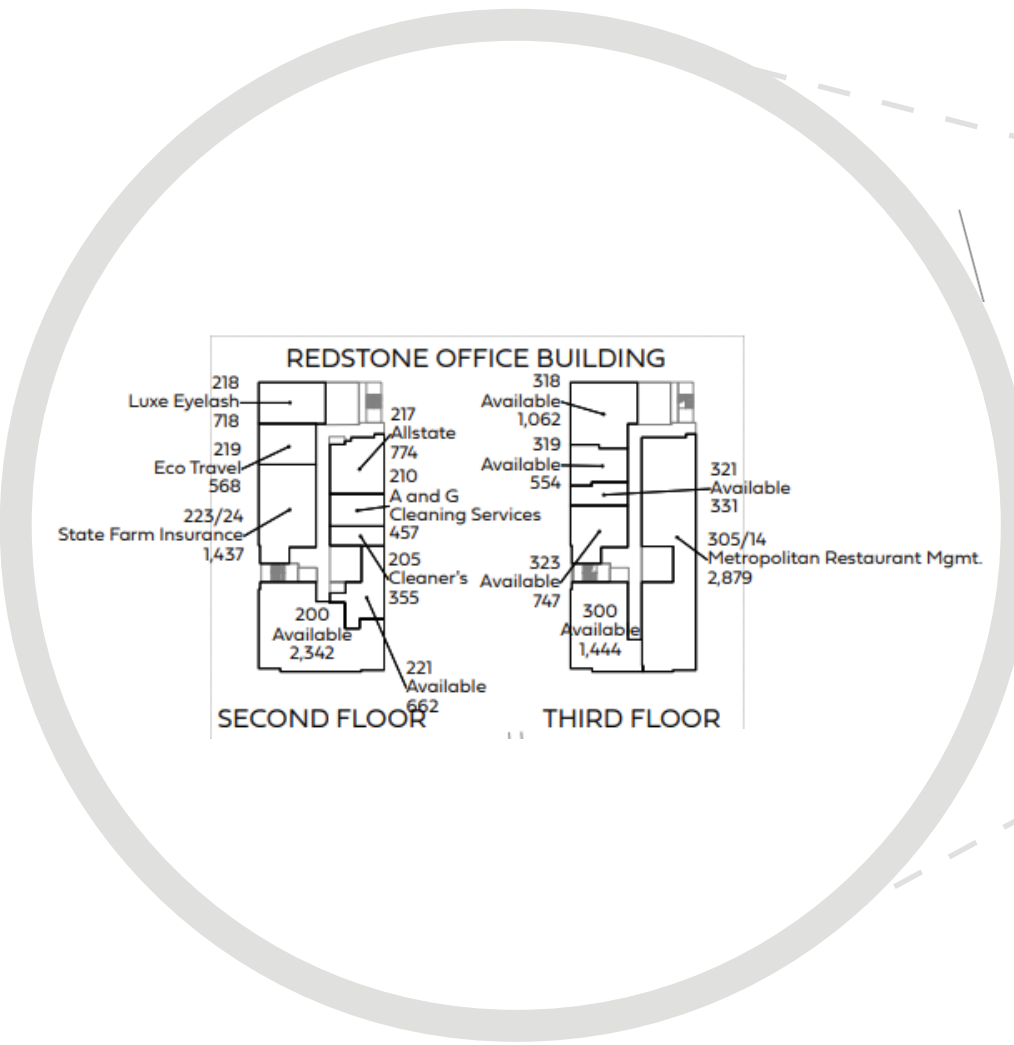 REDSTONE OFFICE BUILDING
218
Luxe Eyelash
718
219
Eco Travel
568
223/24
State Farm Insurance
1,437
217
Allstate
774
210
A and G
Cleaning Services
457
205
Cleaner's
355
200
Available
2,342
221
Available
662
SECOND FLOOR
318
Available
1,062
319
Available
554
321
Available
331
305/14
Metropolitan Restaurant Mgmt.
2,879
323
Available
747
300
Available
1,444
THIRD FLOOR